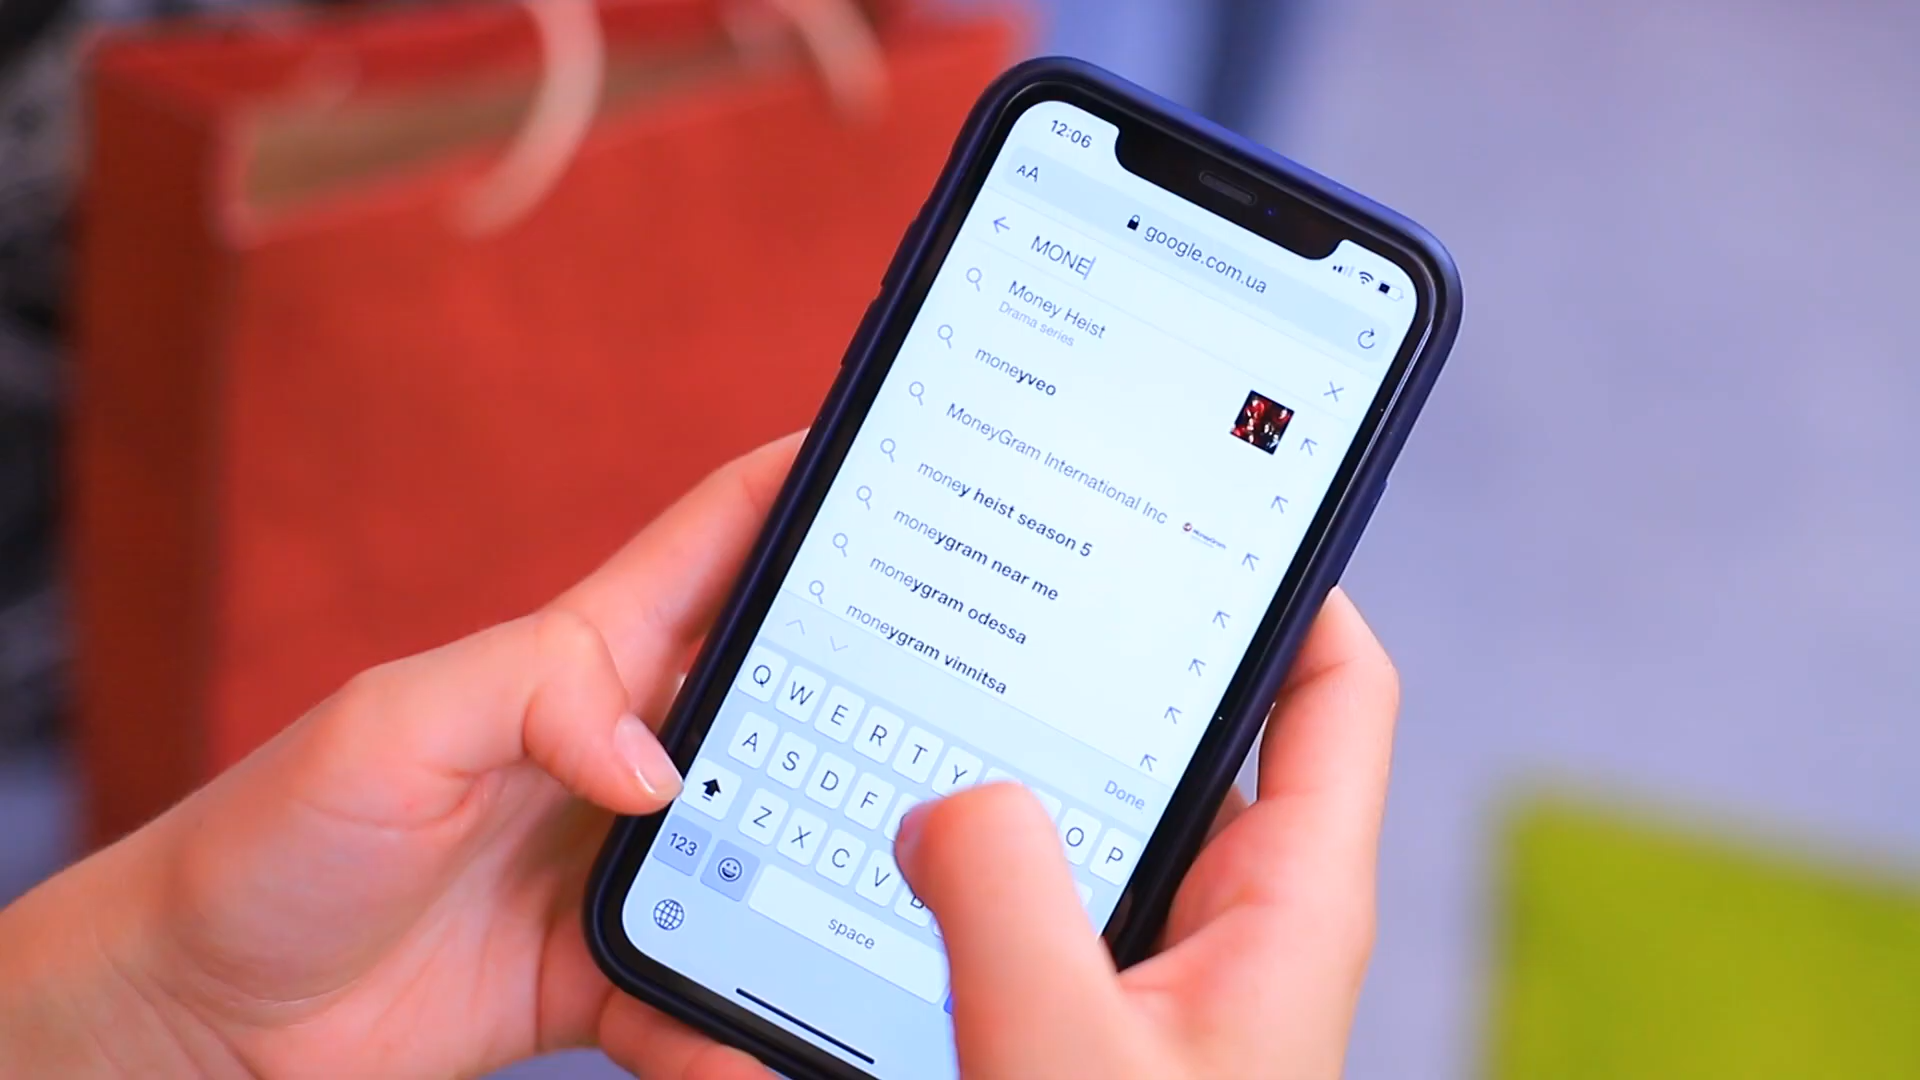 12:06
AA
google.com.ua
MONE
Money Heist
Drama series
moneyveo
MoneyGram International Inc
MoneyGram
money heist season 5
moneygram near me
moneygram odessa
moneygram vinnitsa
Done
Q W E R T Y O P
A S D F
Z X C V B
123
space